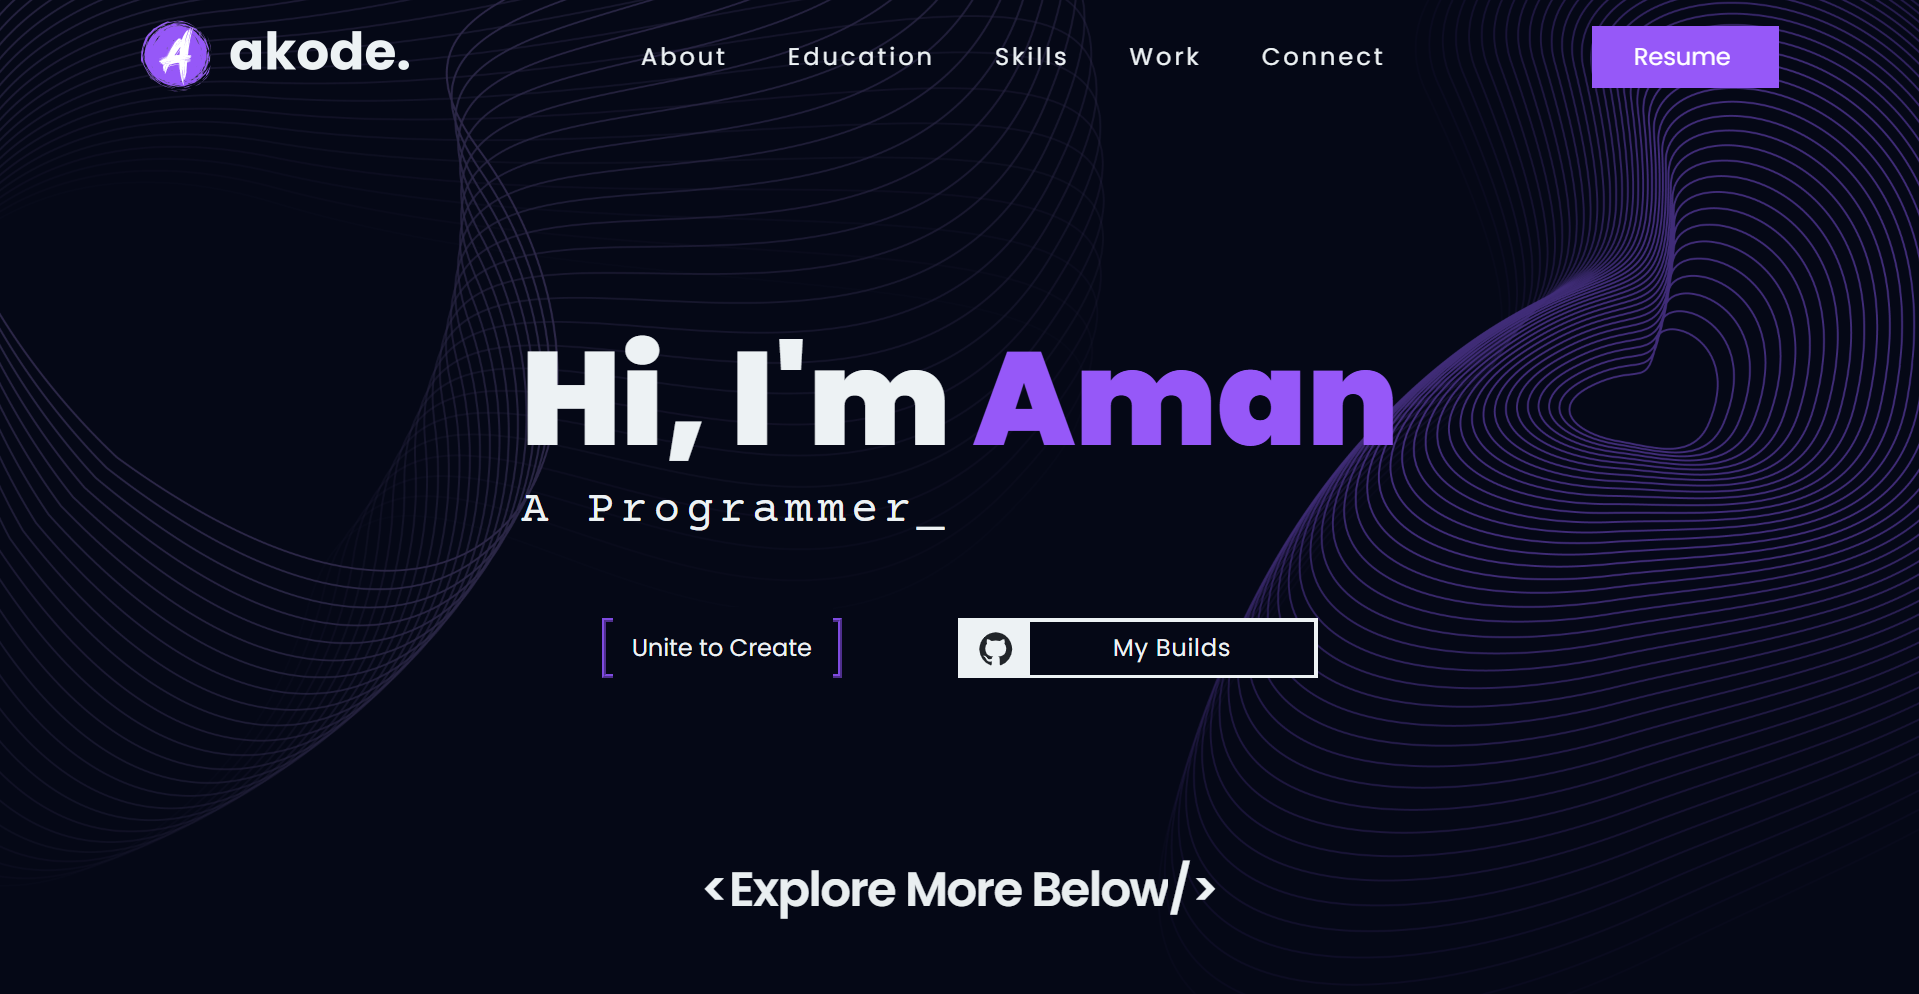 A akode.
About Education Skills Work Connect
Resume
Hi, I'm Aman
A Programmer_
Unite to Create
My Builds
<Explore More Below/>